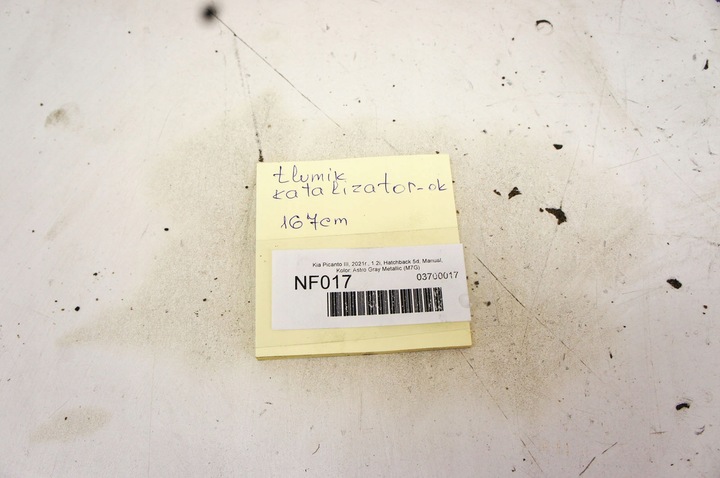 tłumik
katalizator-ok
167cm
Kia Picanto III, 2021r., 1.2i, Hatchback 5d, Manual,
Kolor: Astro Gray Metallic (M7G)
NF017 03700017